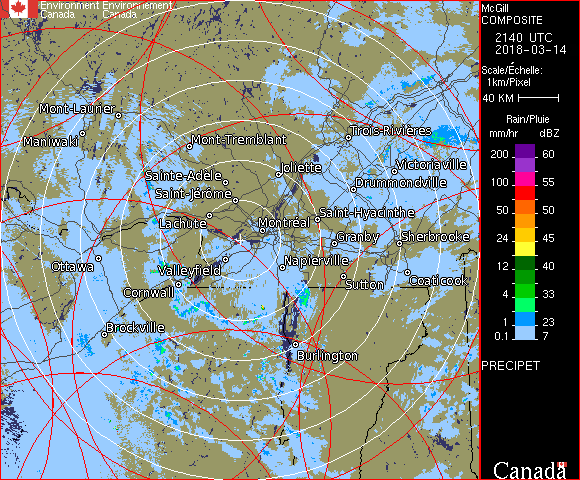 Environment Environnement
Canada Canada
McGill
COMPOSITE
2140 UTC
2018-03-14
Scale/Échelle:
1km/Pixel
40 KM
Rain/Pluie
mm/hr dBZ
200 60
100 55
50 50
24 45
12 40
4 33
1 23
0.1 7
PRECIPET
Canada
Mont-Laurier
Maniwaki
Mont-Tremblant
Trois-Rivières
Sainte-Adèle
Joliette
Victoriaville
Saint-Jérôme
Drummondville
Lachute
Montréal
Saint-Hyacinthe
Granby
Sherbrooke
Ottawa
Valleyfield
Napierville
Cornwall
Sutton
Coaticook
Brockville
Burlington